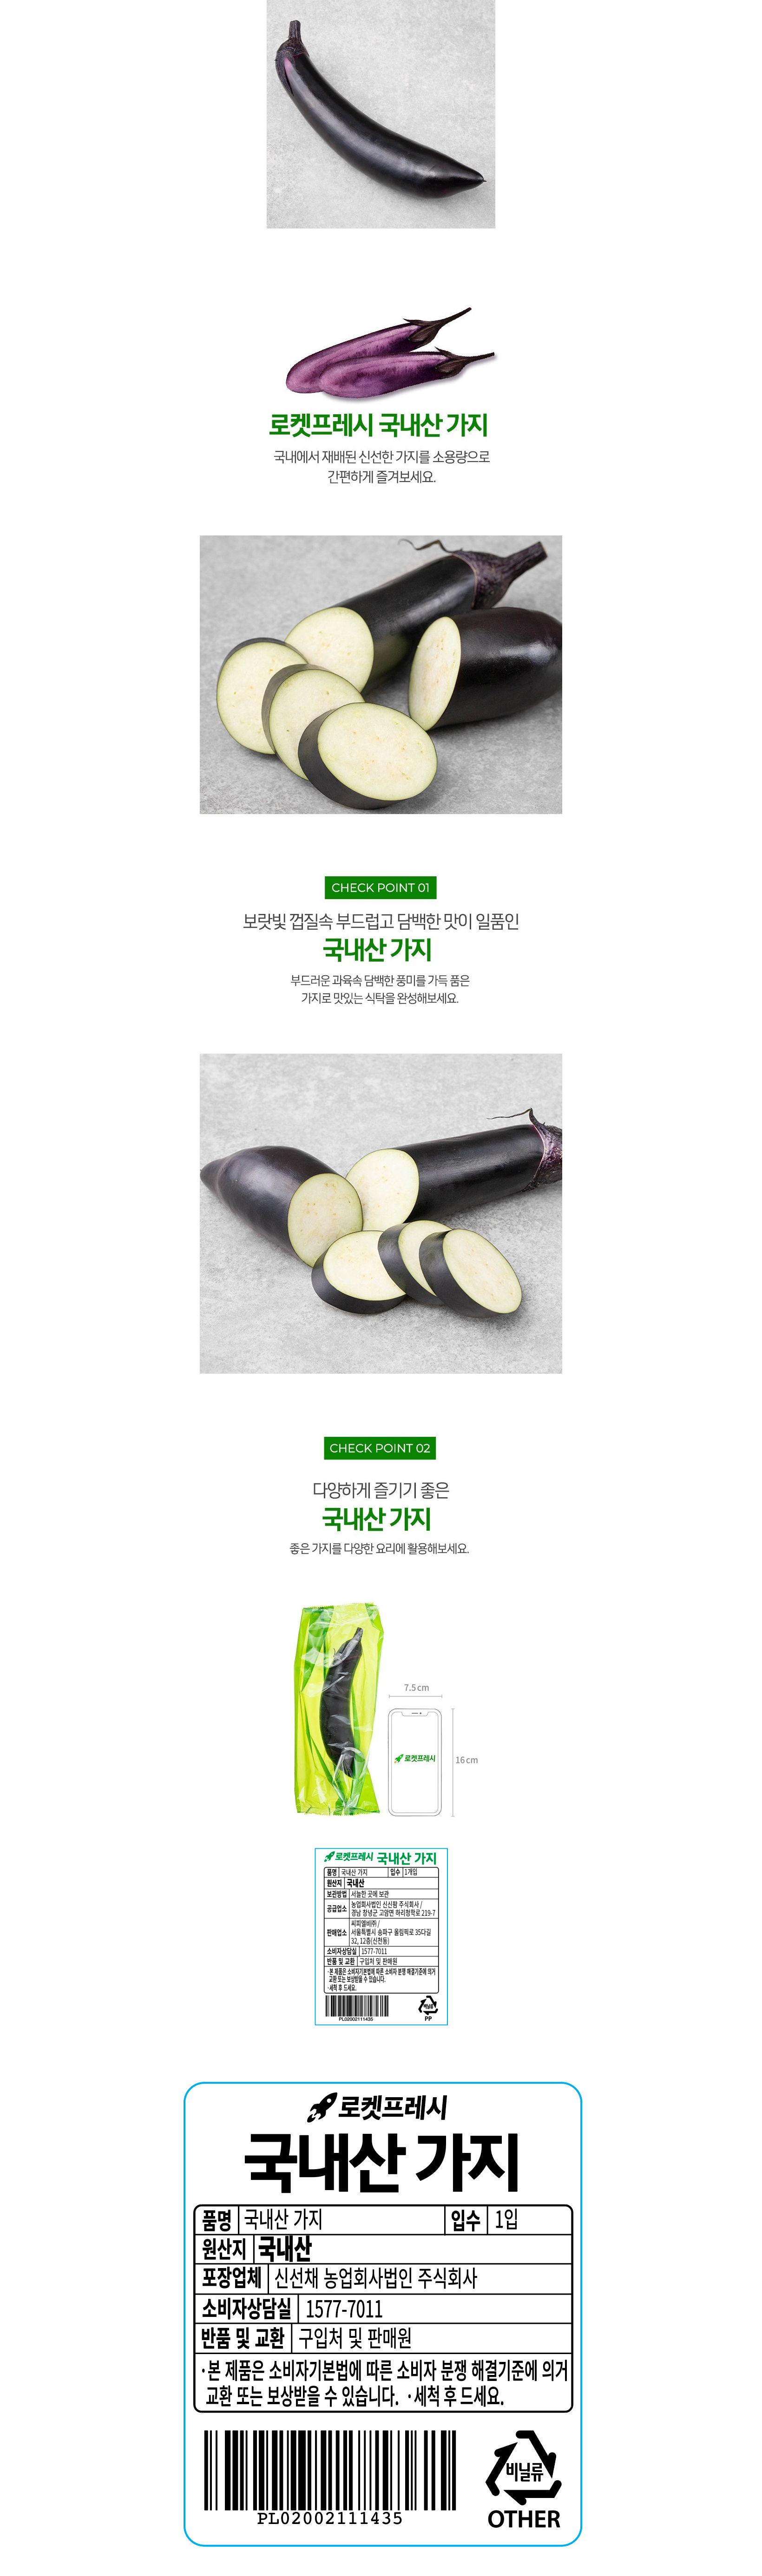 로켓프레시 국내산 가지
국내에서 재배된 신선한 가지를 소용량으로
간편하게 즐겨보세요.
CHECK POINT 01
보랏빛 껍질속 부드럽고 담백한 맛이 일품인
국내산 가지
부드러운 과육속 담백한 풍미를 가득 품은
가지로 맛있는 식탁을 완성해보세요.
CHECK POINT 02
다양하게 즐기기 좋은
국내산 가지
좋은 가지를 다양한 요리에 활용해보세요.
7.5 cm
로켓프레시
16 cm
로켓프레시 국내산 가지
품명 국내산 가지 입수 1개입
원산지 국내산
보관방법 서늘한 곳에 보관
공급업소 농업회사법인 신신팜 주식회사 /
경남 창녕군 고암면 하리정학로 219-7
판매업소 씨피엘비㈜ /
서울특별시 송파구 올림픽로 35다길
32, 12층(신천동)
소비자상담실 1577-7011
반품 및 교환 구입처 및 판매원
·본 제품은 소비자기본법에 따른 소비자 분쟁 해결기준에 의거
교환 또는 보상받을 수 있습니다.
·세척 후 드세요.
PL02002111435
비닐류
PP
로켓프레시
국내산 가지
품명 국내산 가지 입수 1입
원산지 국내산
포장업체 신선채 농업회사법인 주식회사
소비자상담실 1577-7011
반품 및 교환 구입처 및 판매원
·본 제품은 소비자기본법에 따른 소비자 분쟁 해결기준에 의거
교환 또는 보상받을 수 있습니다. ·세척 후 드세요.
PL02002111435
비닐류
OTHER